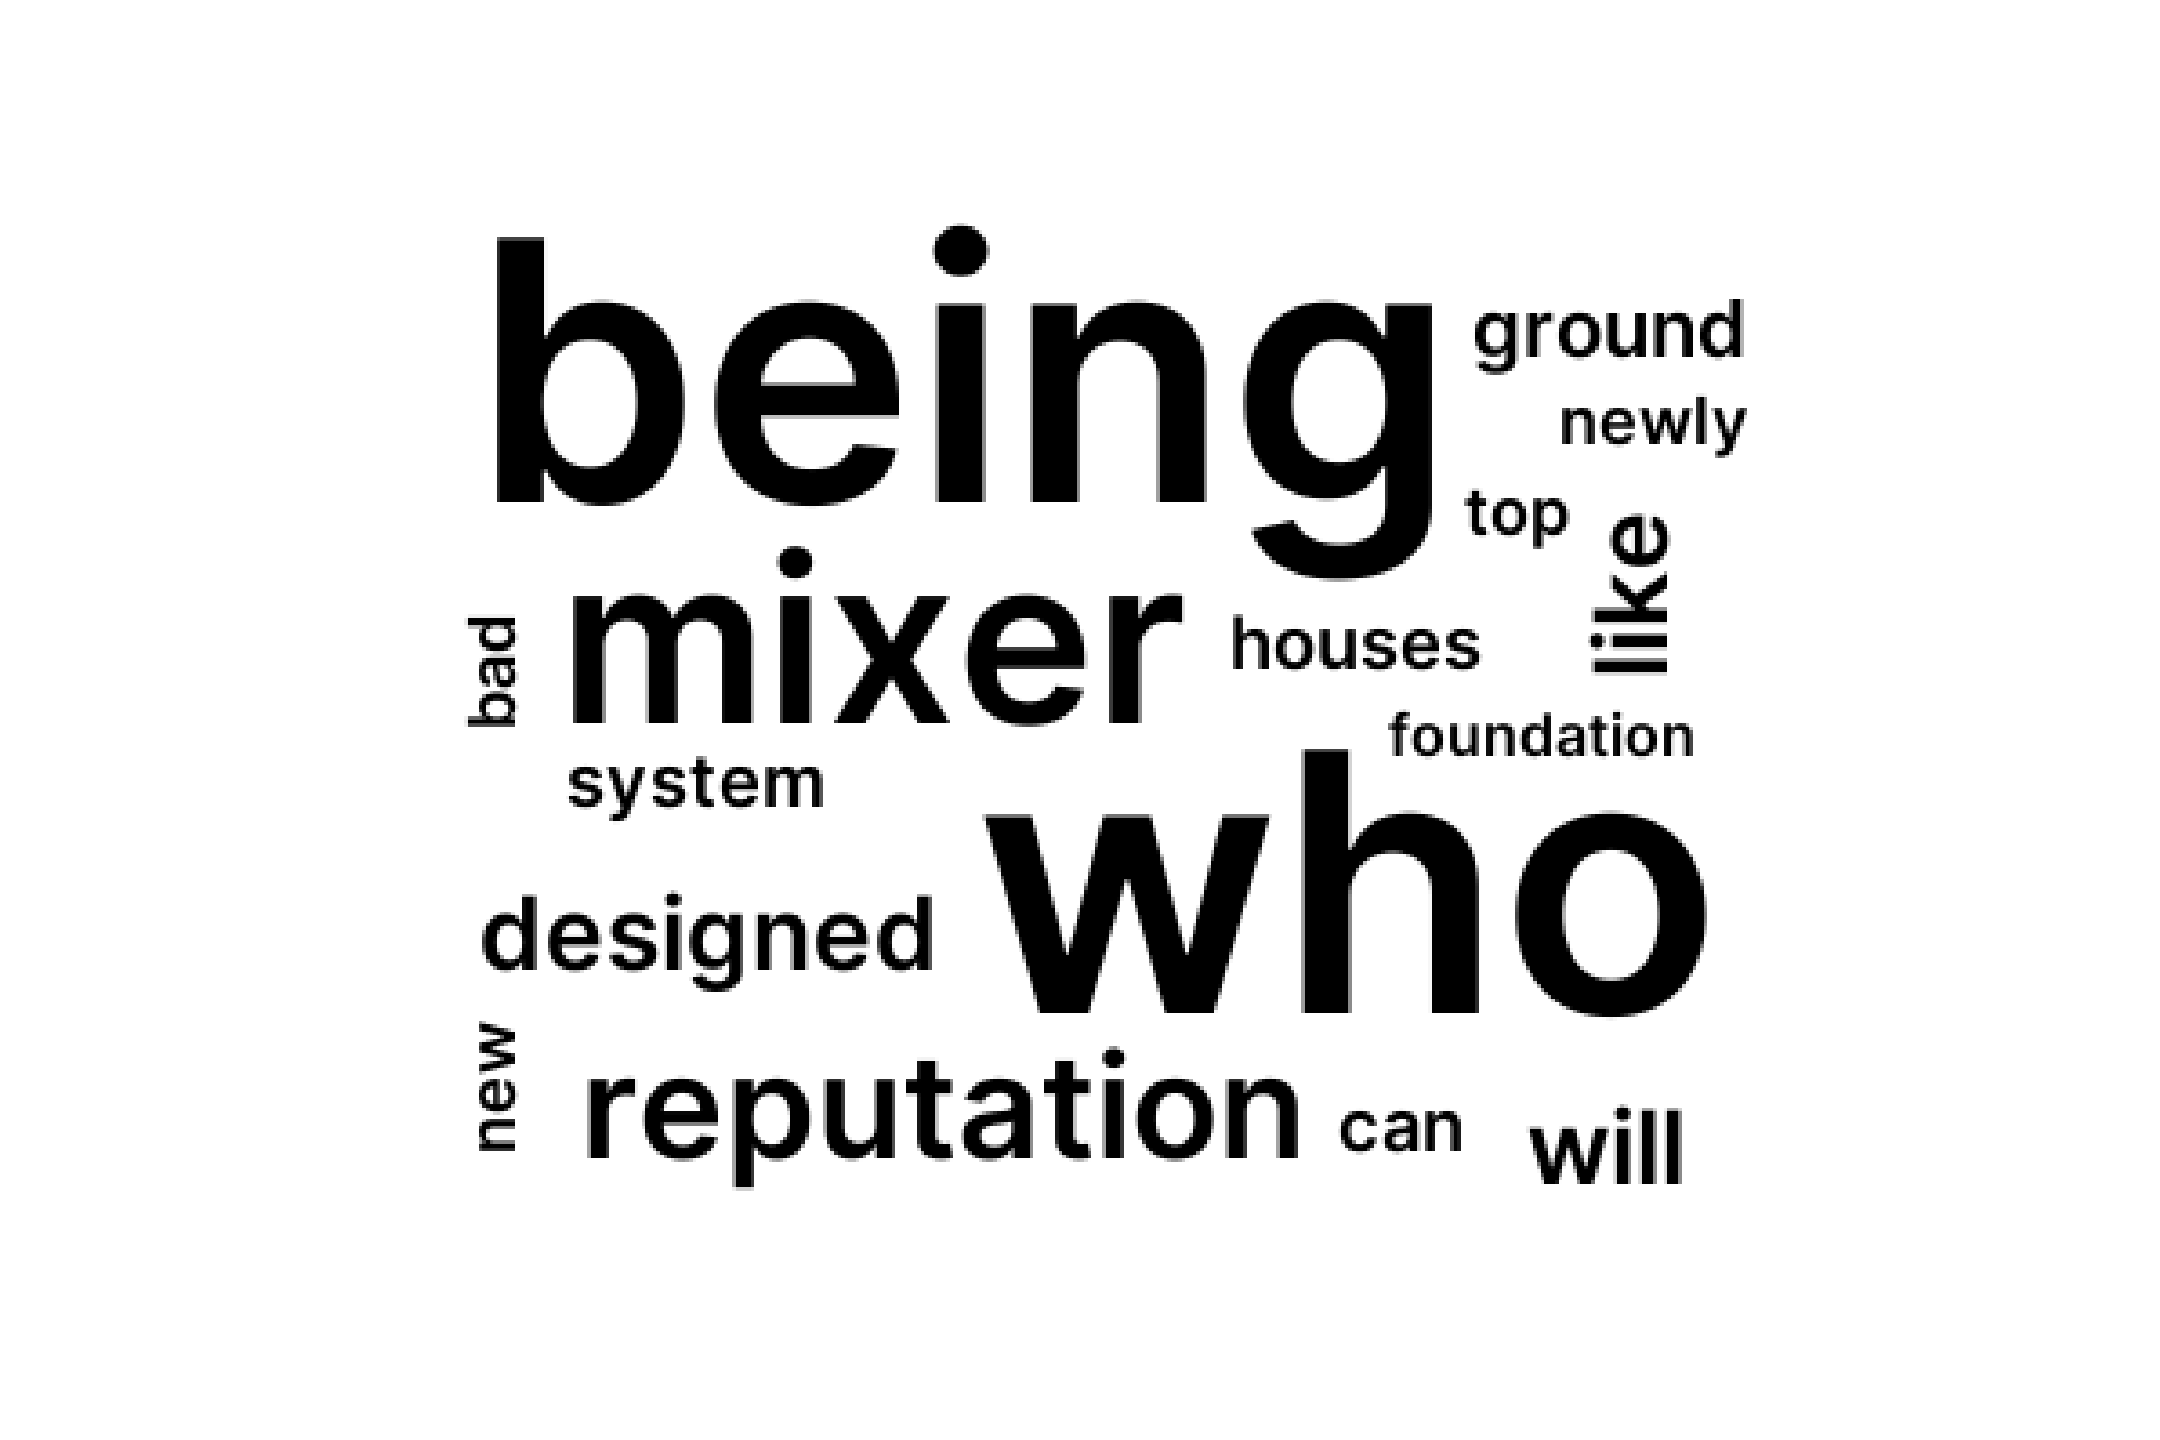 being
ground
newly
top
like
bad
mixer
houses
foundation
system
who
designed
new
reputation
can
will